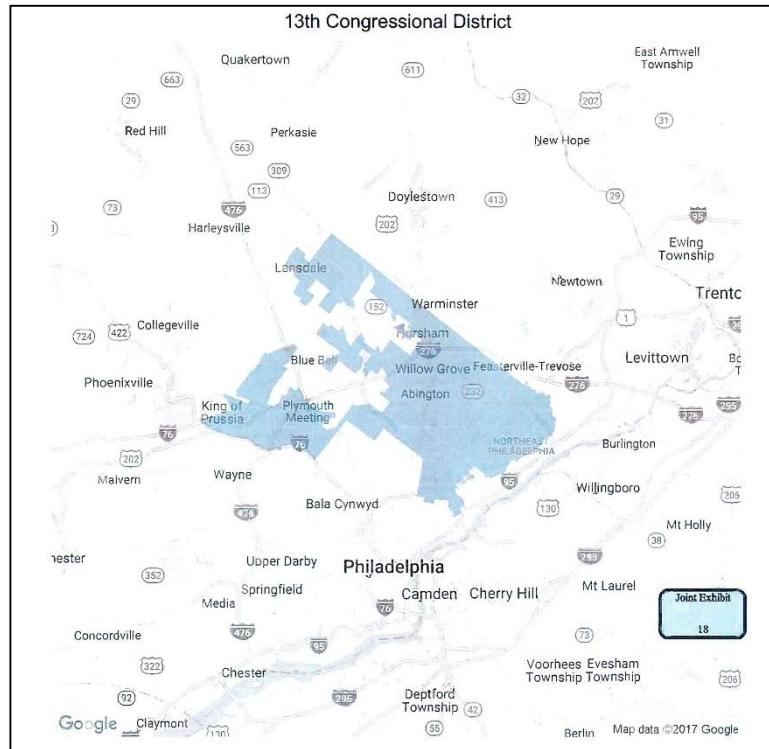 13th Congressional District
Quakertown
611
East Amwell
Township
663
29
32
202
Red Hill
Perkasie
31
563
New Hope
309
113
Doylestown
413
29
73
476
202
95
Harleysville
Ewing
Township
Lansdale
Newtown
Trento
152
Warminster
Collegeville
Horsham
1
724
422
276
Levittown
Blue Bell
Willow Grove
Feasterville-Trevose
Phoenixville
276
Abington
232
King of
Prussia
Plymouth
Meeting
276
295
76
NORTHEAST
PHILADELPHIA
Burlington
76
202
Malvern
Wayne
95
Willingboro
Bala Cynwyd
130
206
Mt Holly
38
295
hester
352
Upper Darby
Philadelphia
Springfield
Camden
Cherry Hill
Mt Laurel
Joint Exhibit
18
Media
76
Concordville
476
95
73
322
Chester
Voorhees
Township
Evesham
Township
206
92
295
Deptford
Township
42
Google
Claymont
130
55
Berlin
Map data ©2017 Google